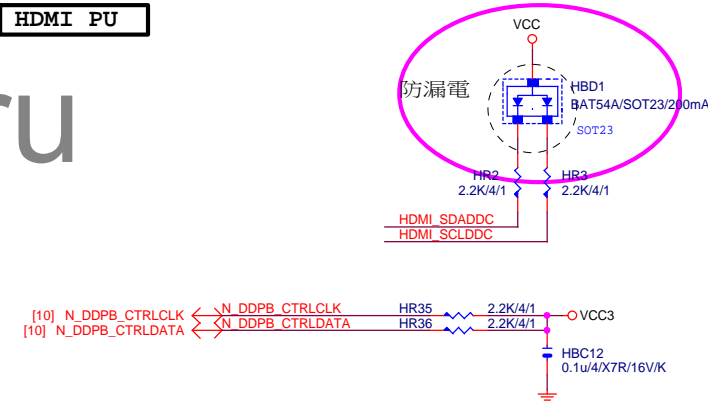 HDMI PU
ru
VCC
防漏電
HBD1
BAT54A/SOT23/200mA
SOT23
HR2
2.2K/4/1
HR3
2.2K/4/1
HDMI_SDADDC
HDMI_SCLDDC
[10] N_DDPB_CTRLCLK
N_DDPB_CTRLCLK
HR35
2.2K/4/1
VCC3
[10] N_DDPB_CTRLDATA
N_DDPB_CTRLDATA
HR36
2.2K/4/1
HBC12
0.1u/4/X7R/16V/K